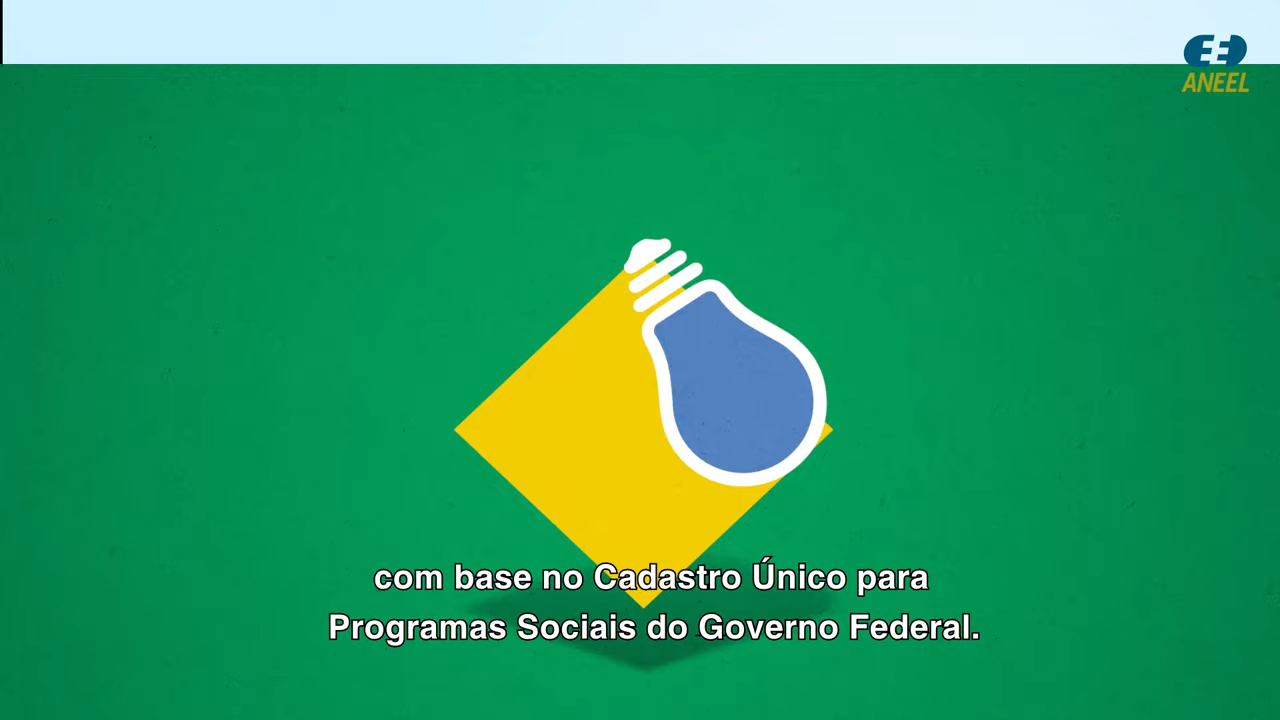 ANEEL
com base no Cadastro Único para
Programas Sociais do Governo Federal.